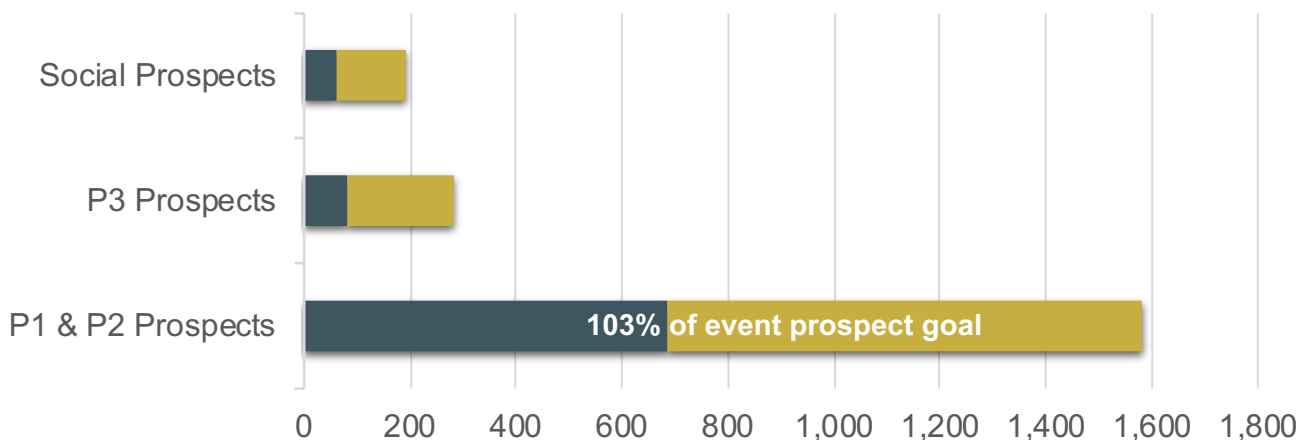 Social Prospects
P3 Prospects
P1 & P2 Prospects
103% of event prospect goal
0 200 400 600 800 1,000 1,200 1,400 1,600 1,800